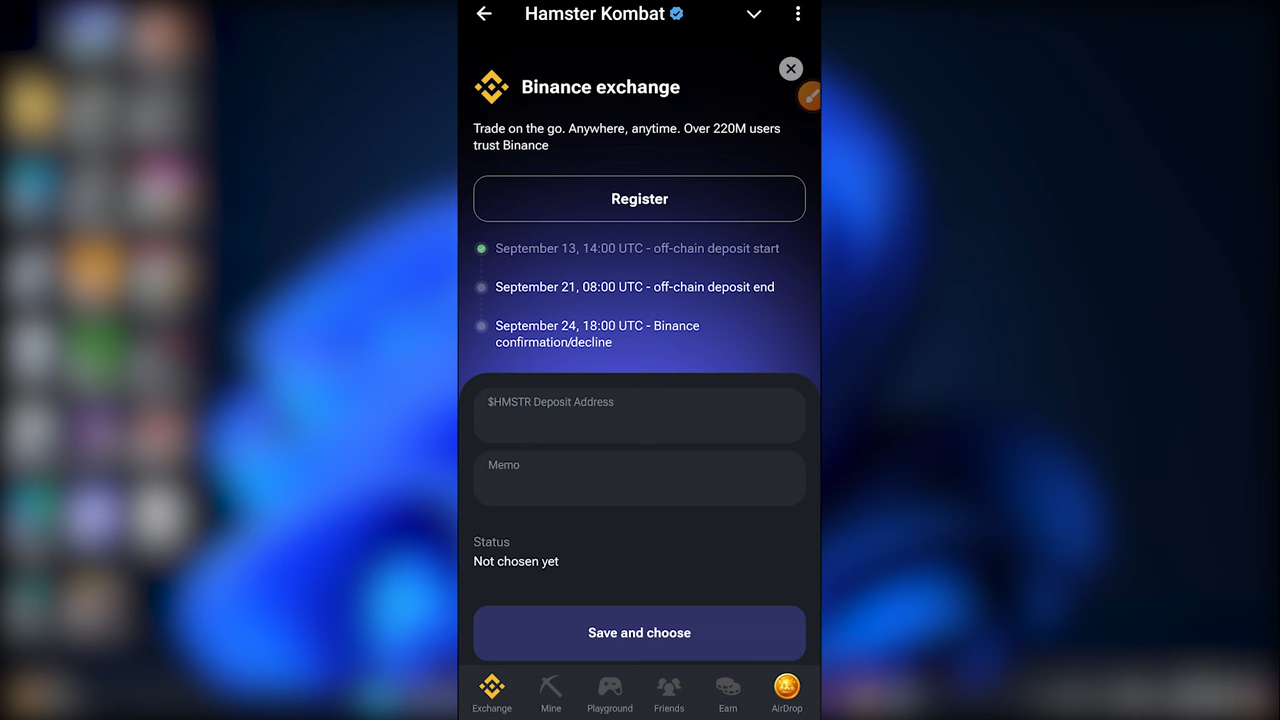 Hamster Kombat
Binance exchange
Trade on the go. Anywhere, anytime. Over 220M users
trust Binance
Register
September 13, 14:00 UTC - off-chain deposit start
September 21, 08:00 UTC - off-chain deposit end
September 24, 18:00 UTC - Binance
confirmation/decline
$HMSTR Deposit Address
Memo
Status
Not chosen yet
Save and choose
Exchange Mine Playground Friends Earn AirDrop